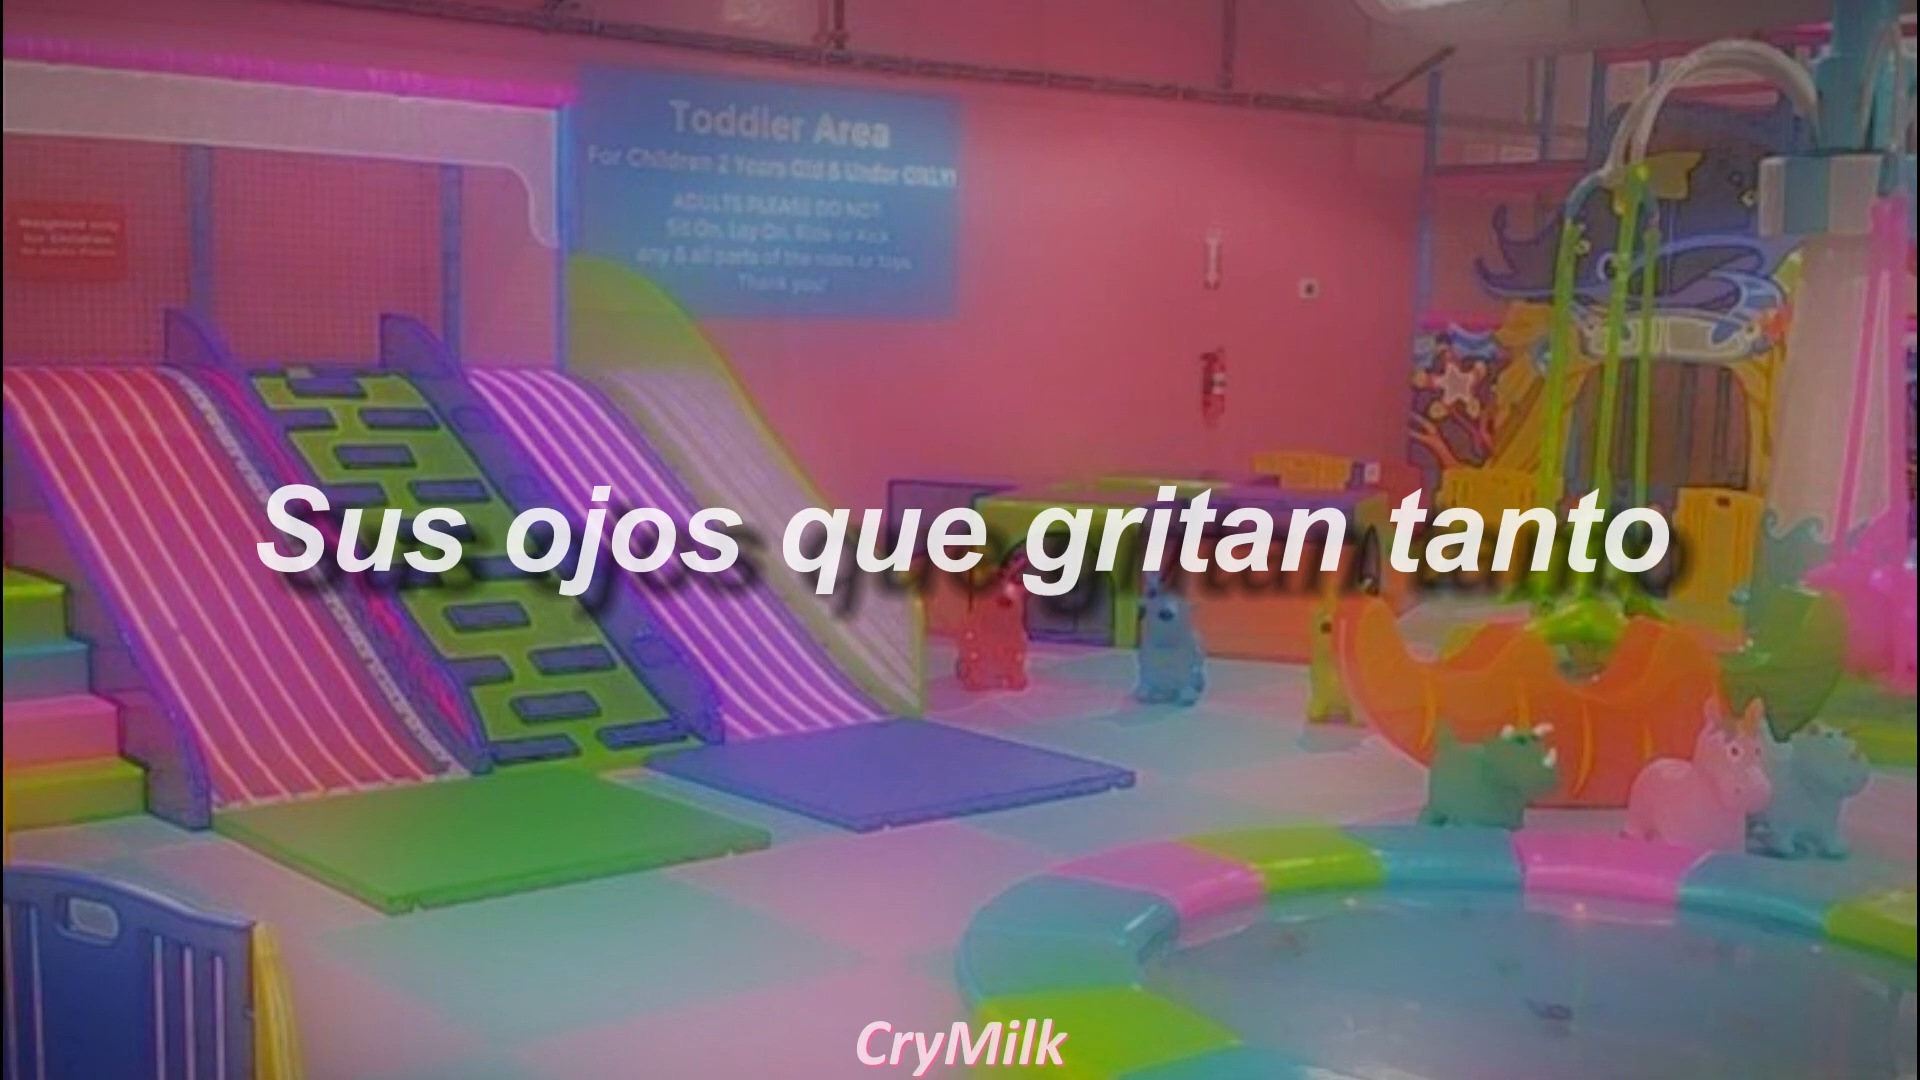 Toddler Area
For Children 2 Years Old & Under ONLY!
ADULTS PLEASE DO NOT
Sit On, Lay On, Ride or Kick
any & all parts of the rides or toys.
Thank you!
Sus ojos que gritan tanto
CryMilk